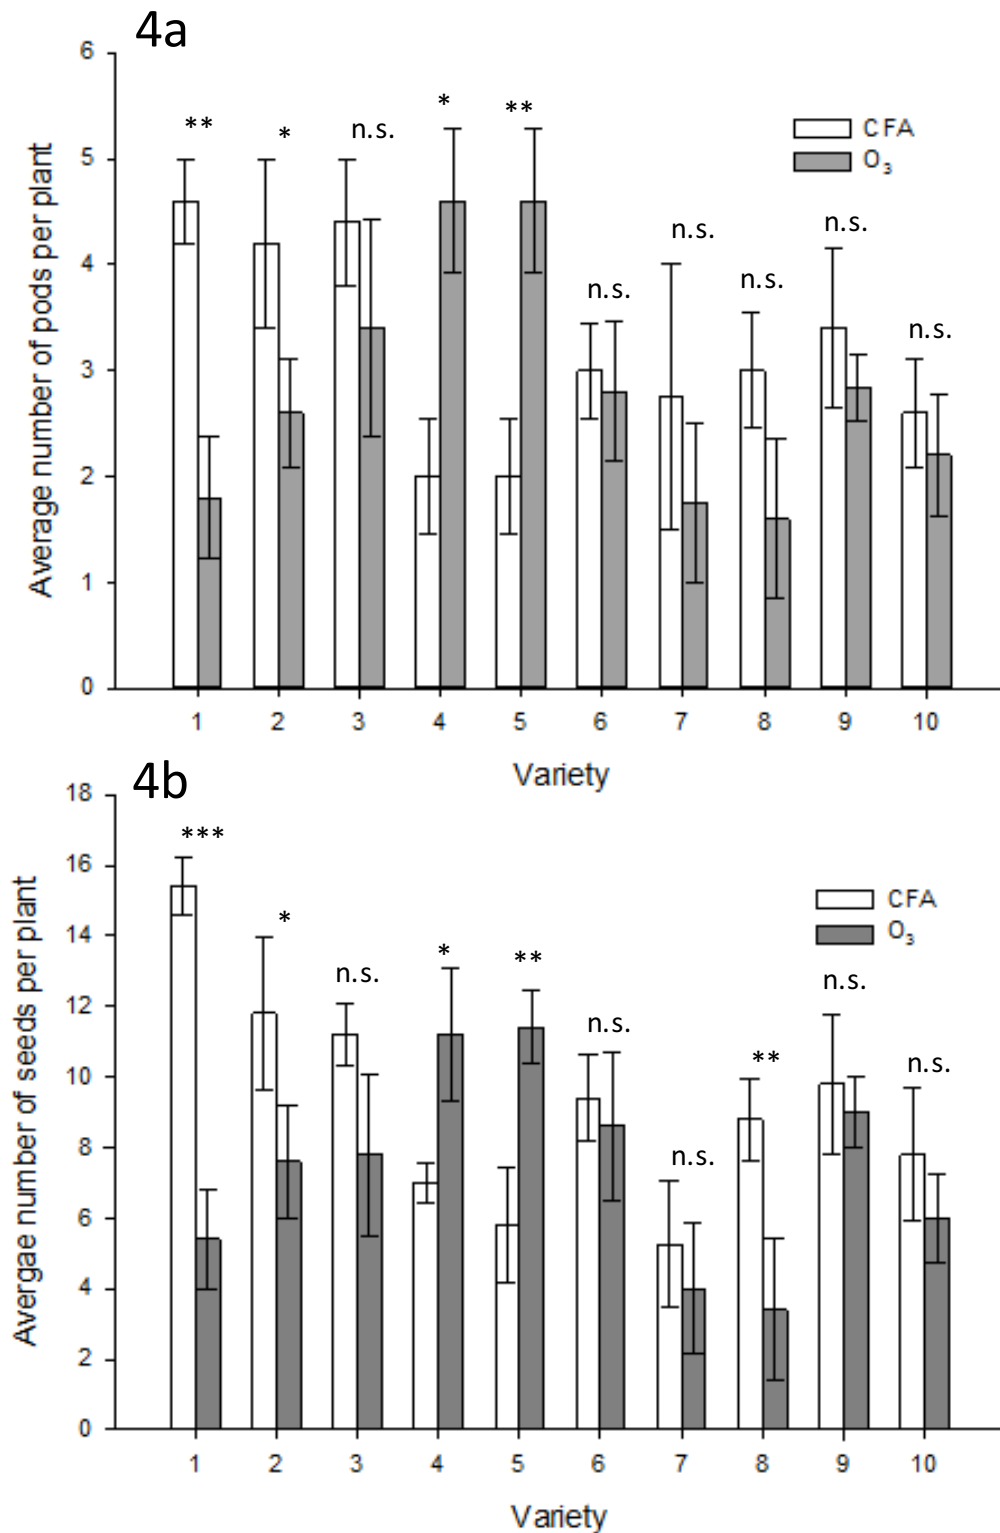 4a
6
5
4
3
2
1
0
Average number of pods per plant
** * n.s. * ** n.s. n.s. n.s. n.s. n.s.
CFA
O₃
1 2 3 4 5 6 7 8 9 10
Variety
4b
18
16
14
12
10
8
6
4
2
0
Avergae number of seeds per plant
*** * n.s. * ** n.s. n.s. ** n.s. n.s.
CFA
O₃
1 2 3 4 5 6 7 8 9 10
Variety